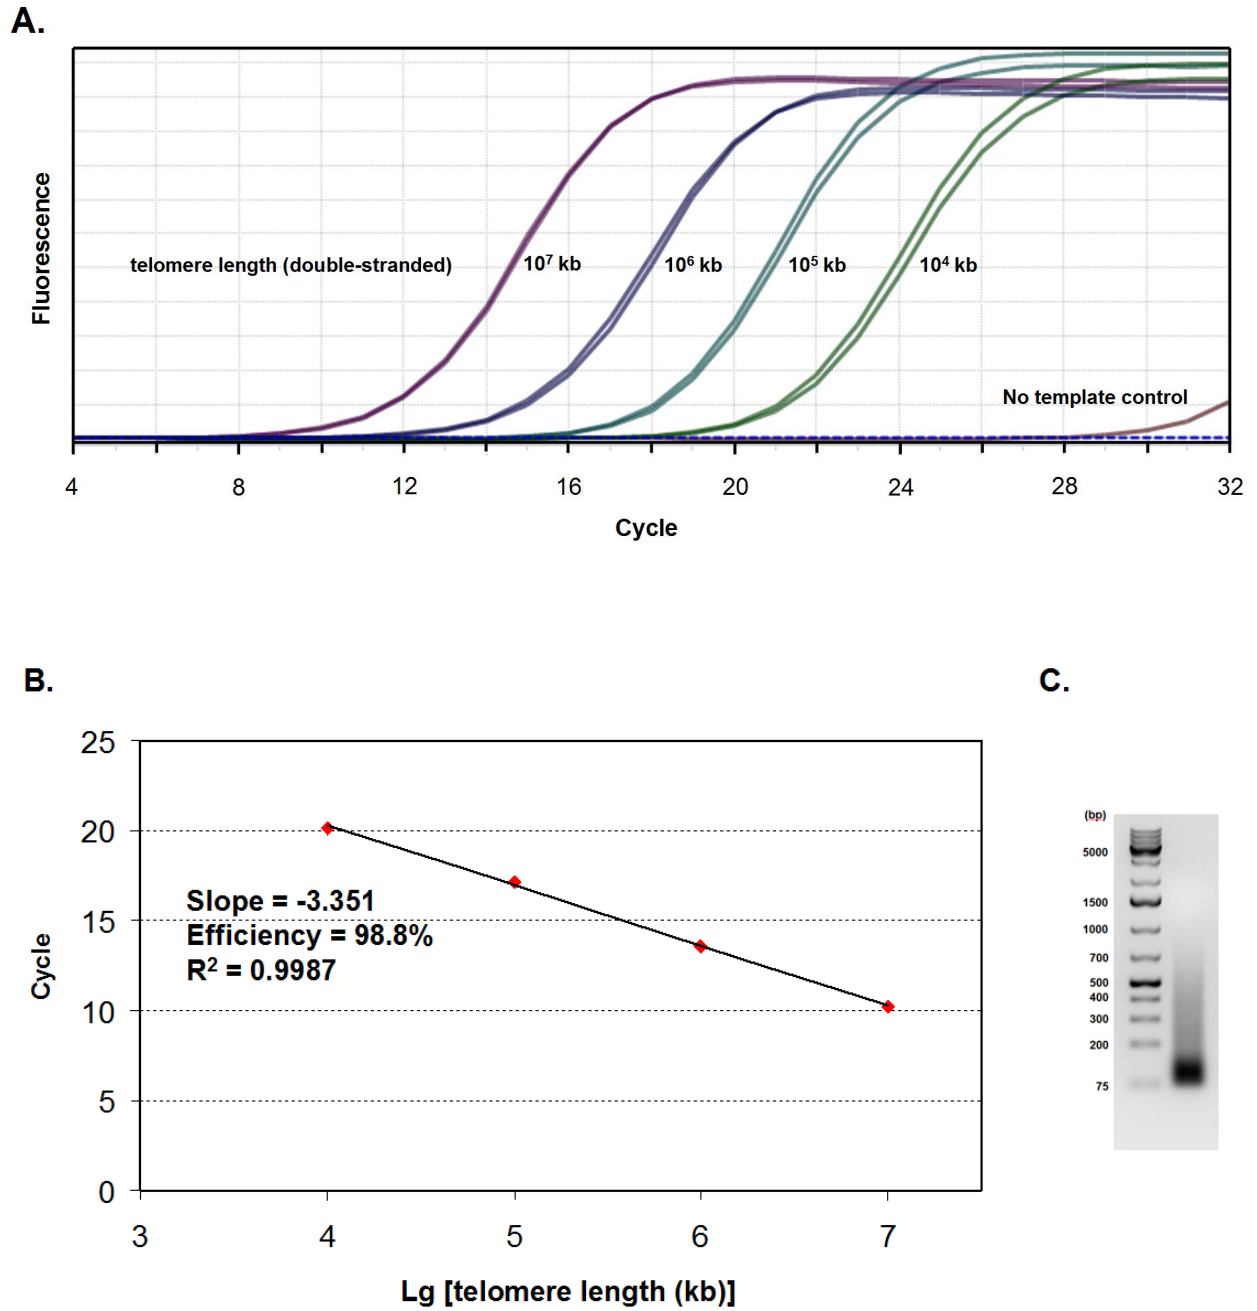 A.
Fluorescence
telomere length (double-stranded)
10⁷ kb
10⁶ kb
10⁵ kb
10⁴ kb
No template control
4 8 12 16 20 24 28 32
Cycle
B.
25
20
15
10
5
0
Cycle
Slope = -3.351
Efficiency = 98.8%
R² = 0.9987
3 4 5 6 7
Lg [telomere length (kb)]
C.
(bp)
5000
1500
1000
700
500
400
300
200
75